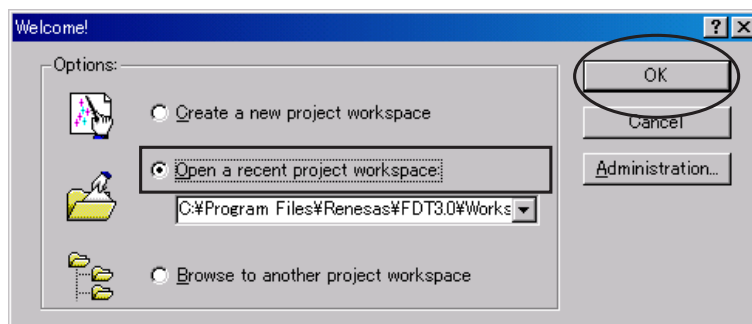 Welcome!
Options:
Create a new project workspace
Open a recent project workspace:
C:¥Program Files¥Renesas¥FDT3.0¥Works
Browse to another project workspace
OK
Cancel
Administration...